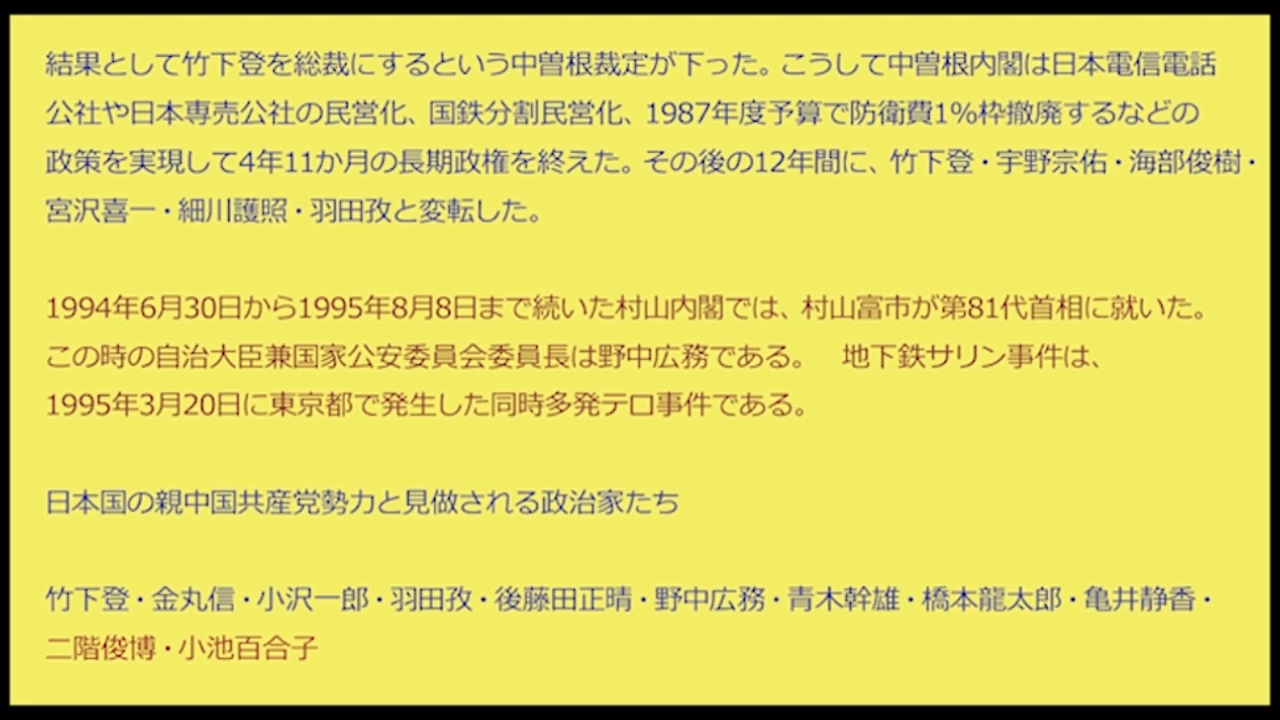 結果として竹下登を総裁にするという中曽根裁定が下った。こうして中曽根内閣は日本電信電話
公社や日本専売公社の民営化、国鉄分割民営化、1987年度予算で防衛費1%枠撤廃するなどの
政策を実現して4年11か月の長期政権を終えた。その後の12年間に、竹下登・宇野宗佑・海部俊樹・
宮沢喜一・細川護熙・羽田孜と変転した。
1994年6月30日から1995年8月8日まで続いた村山内閣では、村山富市が第81代首相に就いた。
この時の自治大臣兼国家公安委員会委員長は野中広務である。　地下鉄サリン事件は、
1995年3月20日に東京都で発生した同時多発テロ事件である。
日本国の親中国共産党勢力と見做される政治家たち
竹下登・金丸信・小沢一郎・羽田孜・後藤田正晴・野中広務・青木幹雄・橋本龍太郎・亀井静香・
二階俊博・小池百合子